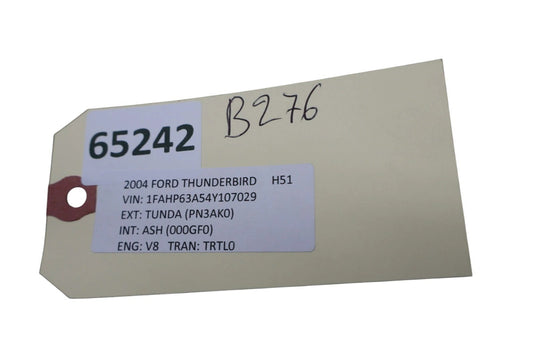 B276
65242
2004 FORD THUNDERBIRD H51
VIN: 1FAHP63A54Y107029
EXT: TUNDA (PN3AK0)
INT: ASH (000GF0)
ENG: V8 TRAN: TRTL0